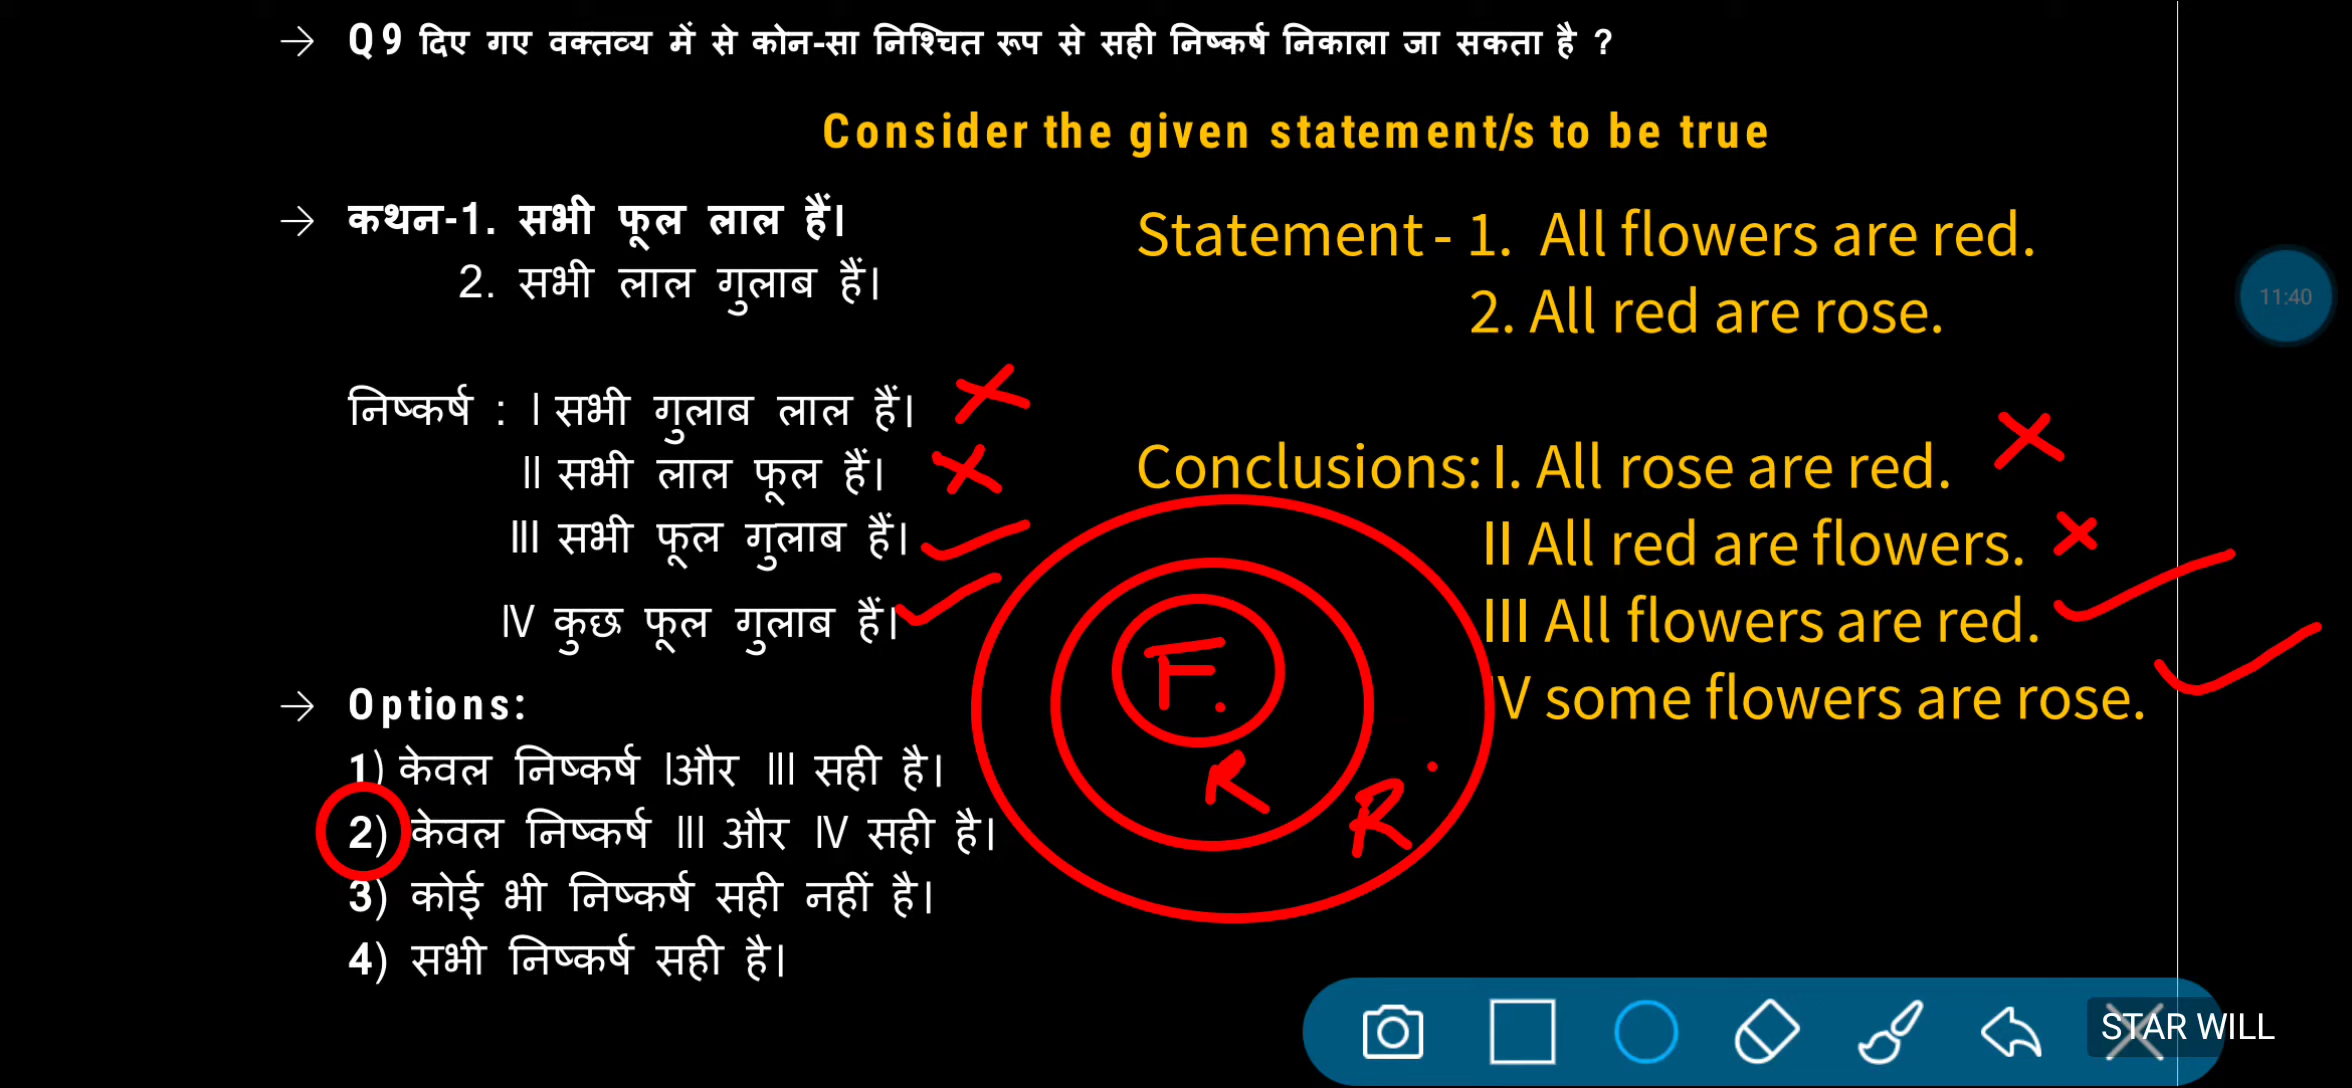 → Q9 दिए गए वक्तव्य में से कोन-सा निश्चित रूप से सही निष्कर्ष निकाला जा सकता है ?
Consider the given statement/s to be true
→ कथन-1. सभी फूल लाल हैं।
2. सभी लाल गुलाब हैं।
Statement - 1. All flowers are red.
2. All red are rose.
11:40
निष्कर्ष : I सभी गुलाब लाल हैं।
II सभी लाल फूल हैं।
III सभी फूल गुलाब हैं।
IV कुछ फूल गुलाब हैं।
Conclusions: I. All rose are red.
II All red are flowers.
III All flowers are red.
IV some flowers are rose.
F.
R
R
→ Options:
1) केवल निष्कर्ष Iऔर III सही है।
2) केवल निष्कर्ष III और IV सही है।
3) कोई भी निष्कर्ष सही नहीं है।
4) सभी निष्कर्ष सही है।
STAR WILL